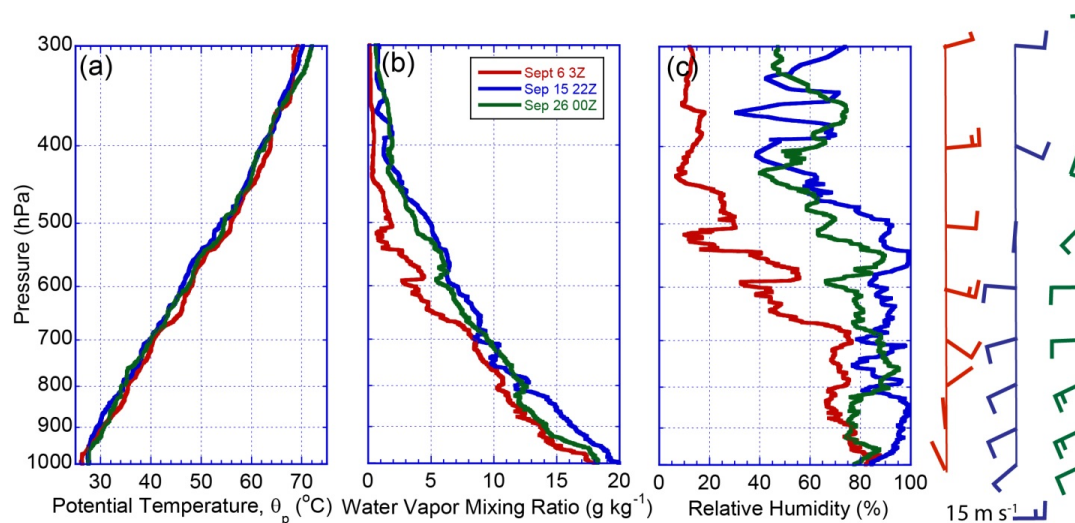 (a)
(b)
(c)
Sept 6 3Z
Sep 15 22Z
Sep 26 00Z
Pressure (hPa)
300
400
500
600
700
800
900
1000
30 40 50 60 70
0 5 10 15 20
0 20 40 60 80 100
Potential Temperature, θp (°C)
Water Vapor Mixing Ratio (g kg⁻¹)
Relative Humidity (%)
15 m s⁻¹